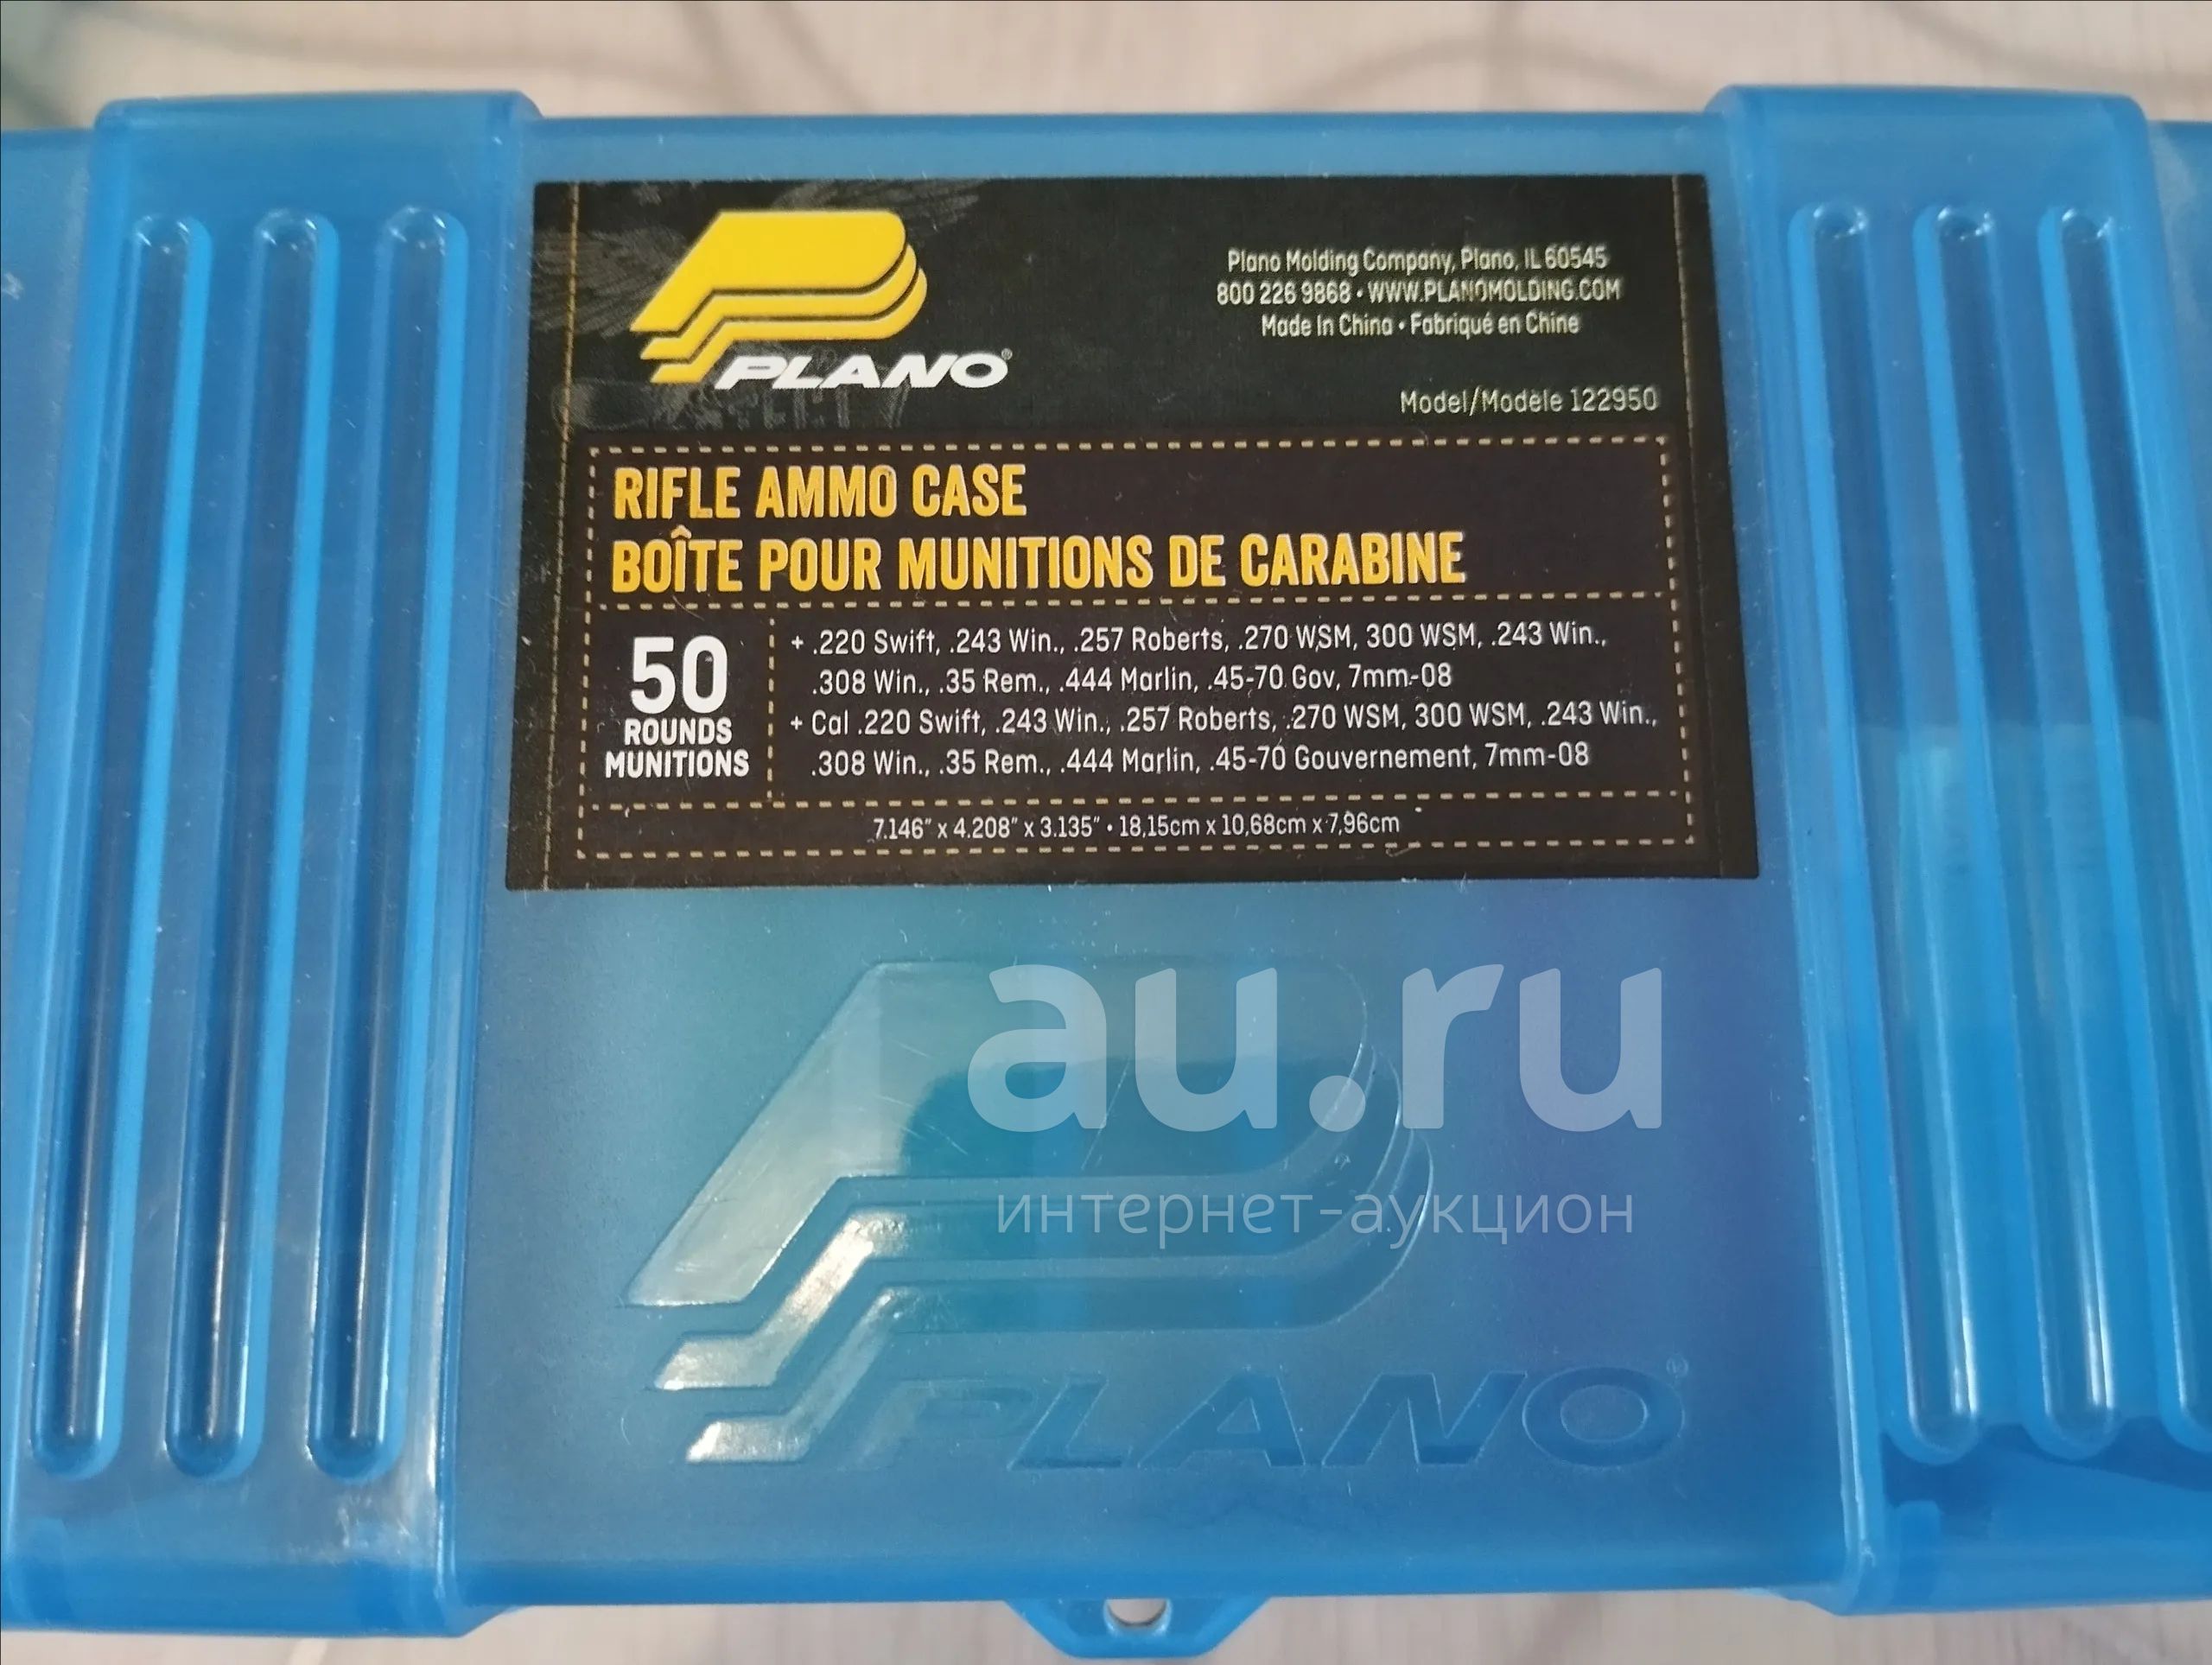 PLANO®
Plano Molding Company, Plano, IL 60545
800 226 9868 • WWW.PLANOMOLDING.COM
Made In China • Fabriqué en Chine
Model/Modèle 122950
RIFLE AMMO CASE
BOÎTE POUR MUNITIONS DE CARABINE
50
ROUNDS
MUNITIONS
+ .220 Swift, .243 Win., .257 Roberts, .270 WSM, 300 WSM, .243 Win.,
.308 Win., .35 Rem., .444 Marlin, .45-70 Gov, 7mm-08
+ Cal .220 Swift, .243 Win., .257 Roberts, .270 WSM, 300 WSM, .243 Win.,
.308 Win., .35 Rem., .444 Marlin, .45-70 Gouvernement, 7mm-08
7.146" x 4.208" x 3.135" • 18,15cm x 10,68cm x 7,96cm
au.ru
интернет-аукцион
PLANO®